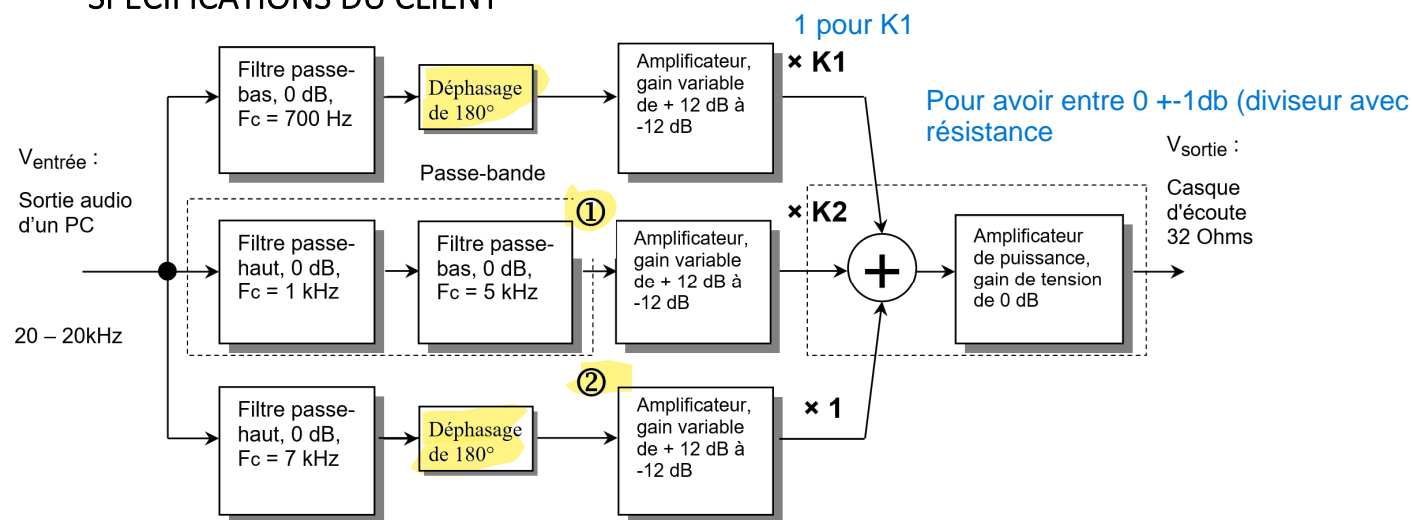 SPÉCIFICATIONS DU CLIENT
1 pour K1
Filtre passe-
bas, 0 dB,
Fc = 700 Hz
Déphasage
de 180°
Amplificateur,
gain variable
de + 12 dB à
-12 dB
× K1
Pour avoir entre 0 +-1db (diviseur avec
résistance
Ventrée :
Sortie audio
d'un PC
20 – 20kHz
Passe-bande
Filtre passe-
haut, 0 dB,
Fc = 1 kHz
Filtre passe-
bas, 0 dB,
Fc = 5 kHz
①
Amplificateur,
gain variable
de + 12 dB à
-12 dB
× K2
+
Amplificateur
de puissance,
gain de tension
de 0 dB
Vsortie :
Casque
d'écoute
32 Ohms
Filtre passe-
haut, 0 dB,
Fc = 7 kHz
Déphasage
de 180°
②
Amplificateur,
gain variable
de + 12 dB à
-12 dB
× 1